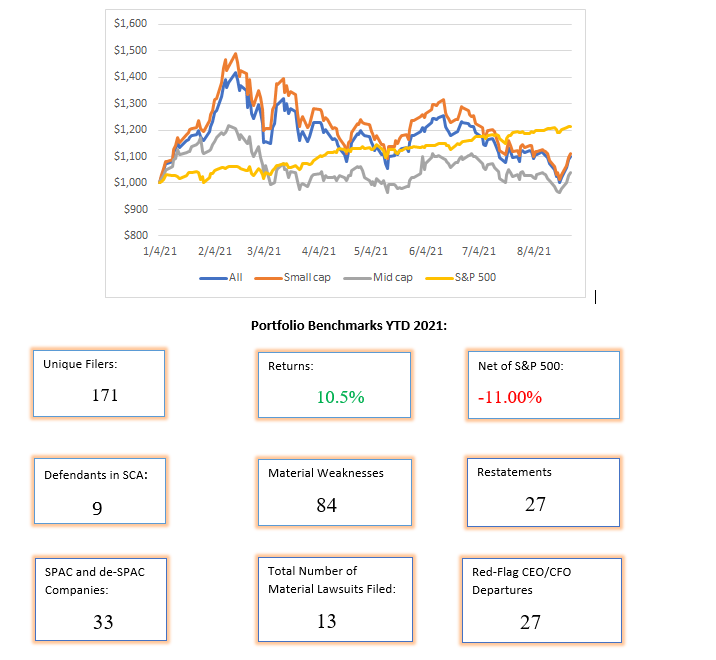 $1,600
$1,500
$1,400
$1,300
$1,200
$1,100
$1,000
$900
$800
1/4/21 2/4/21 3/4/21 4/4/21 5/4/21 6/4/21 7/4/21 8/4/21
All Small cap Mid cap S&P 500
Portfolio Benchmarks YTD 2021:
Unique Filers:
171
Returns:
10.5%
Net of S&P 500:
-11.00%
Defendants in SCA:
9
Material Weaknesses
84
Restatements
27
SPAC and de-SPAC
Companies:
33
Total Number of
Material Lawsuits Filed:
13
Red-Flag CEO/CFO
Departures
27